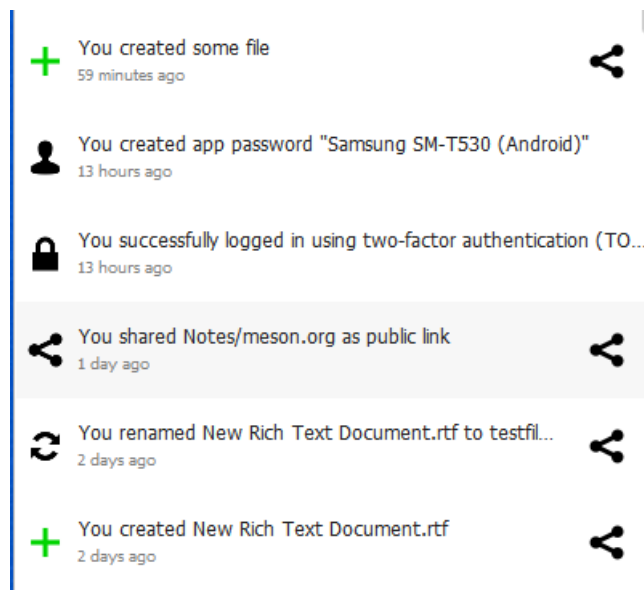 You created some file
59 minutes ago
You created app password "Samsung SM-T530 (Android)"
13 hours ago
You successfully logged in using two-factor authentication (TO...
13 hours ago
You shared Notes/meson.org as public link
1 day ago
You renamed New Rich Text Document.rtf to testfil...
2 days ago
You created New Rich Text Document.rtf
2 days ago